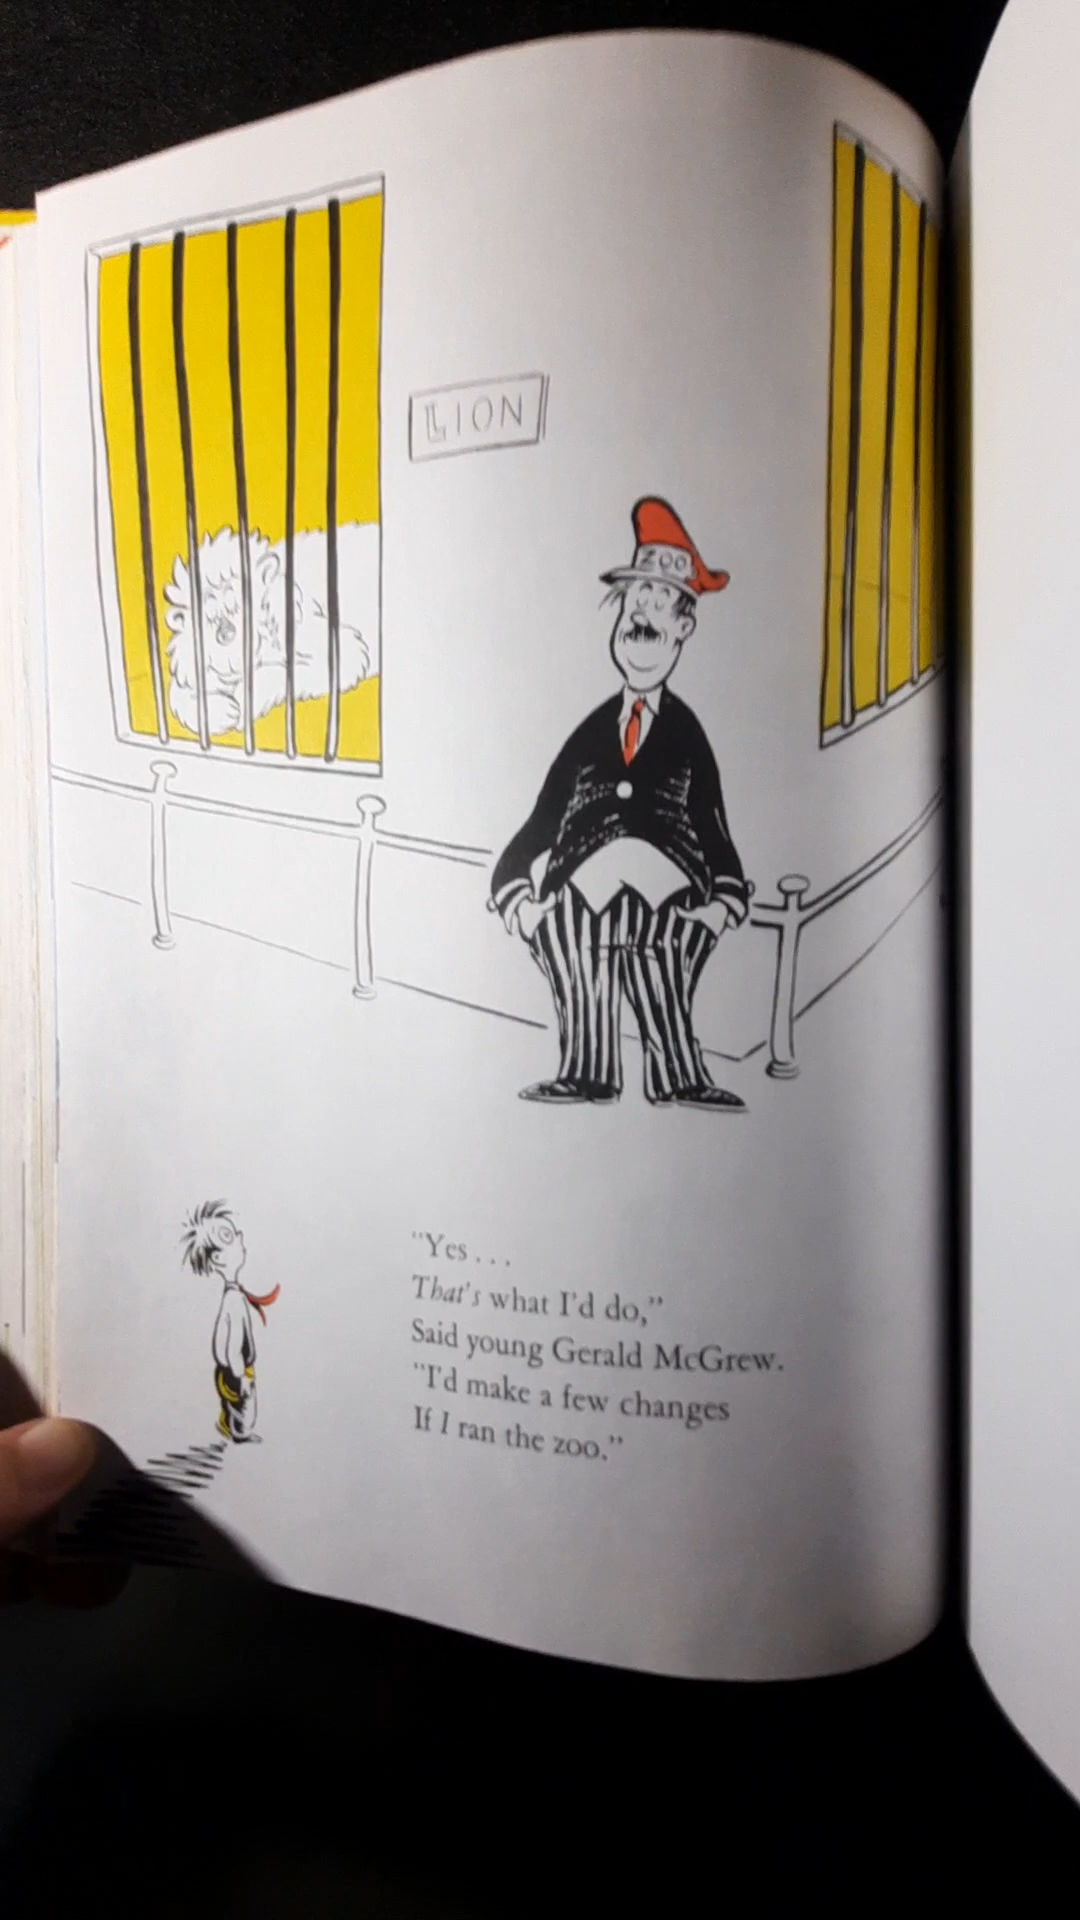 LION
ZOO
"Yes...
That's what I'd do,"
Said young Gerald McGrew.
"I'd make a few changes
If I ran the zoo."